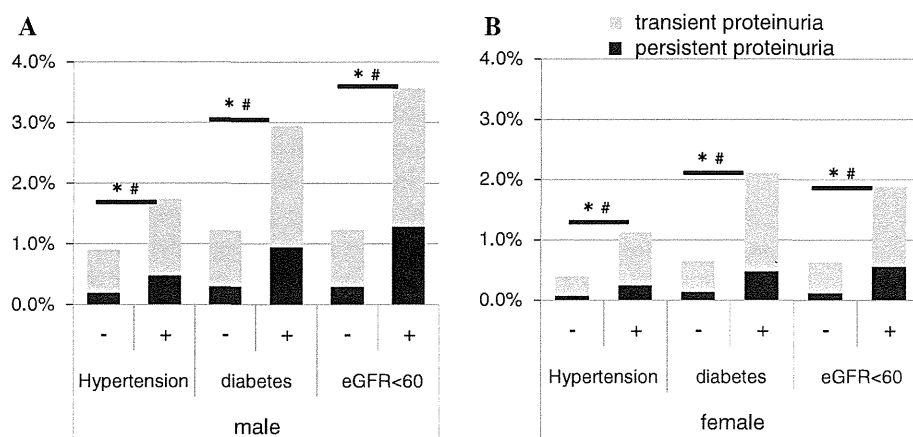 A
4.0%
3.0%
2.0%
1.0%
0.0%
* #
* #
* #
- + - + - +
Hypertension diabetes eGFR<60
male
B
transient proteinuria
persistent proteinuria
4.0%
3.0%
2.0%
1.0%
0.0%
* #
* #
* #
- + - + - +
Hypertension diabetes eGFR<60
female